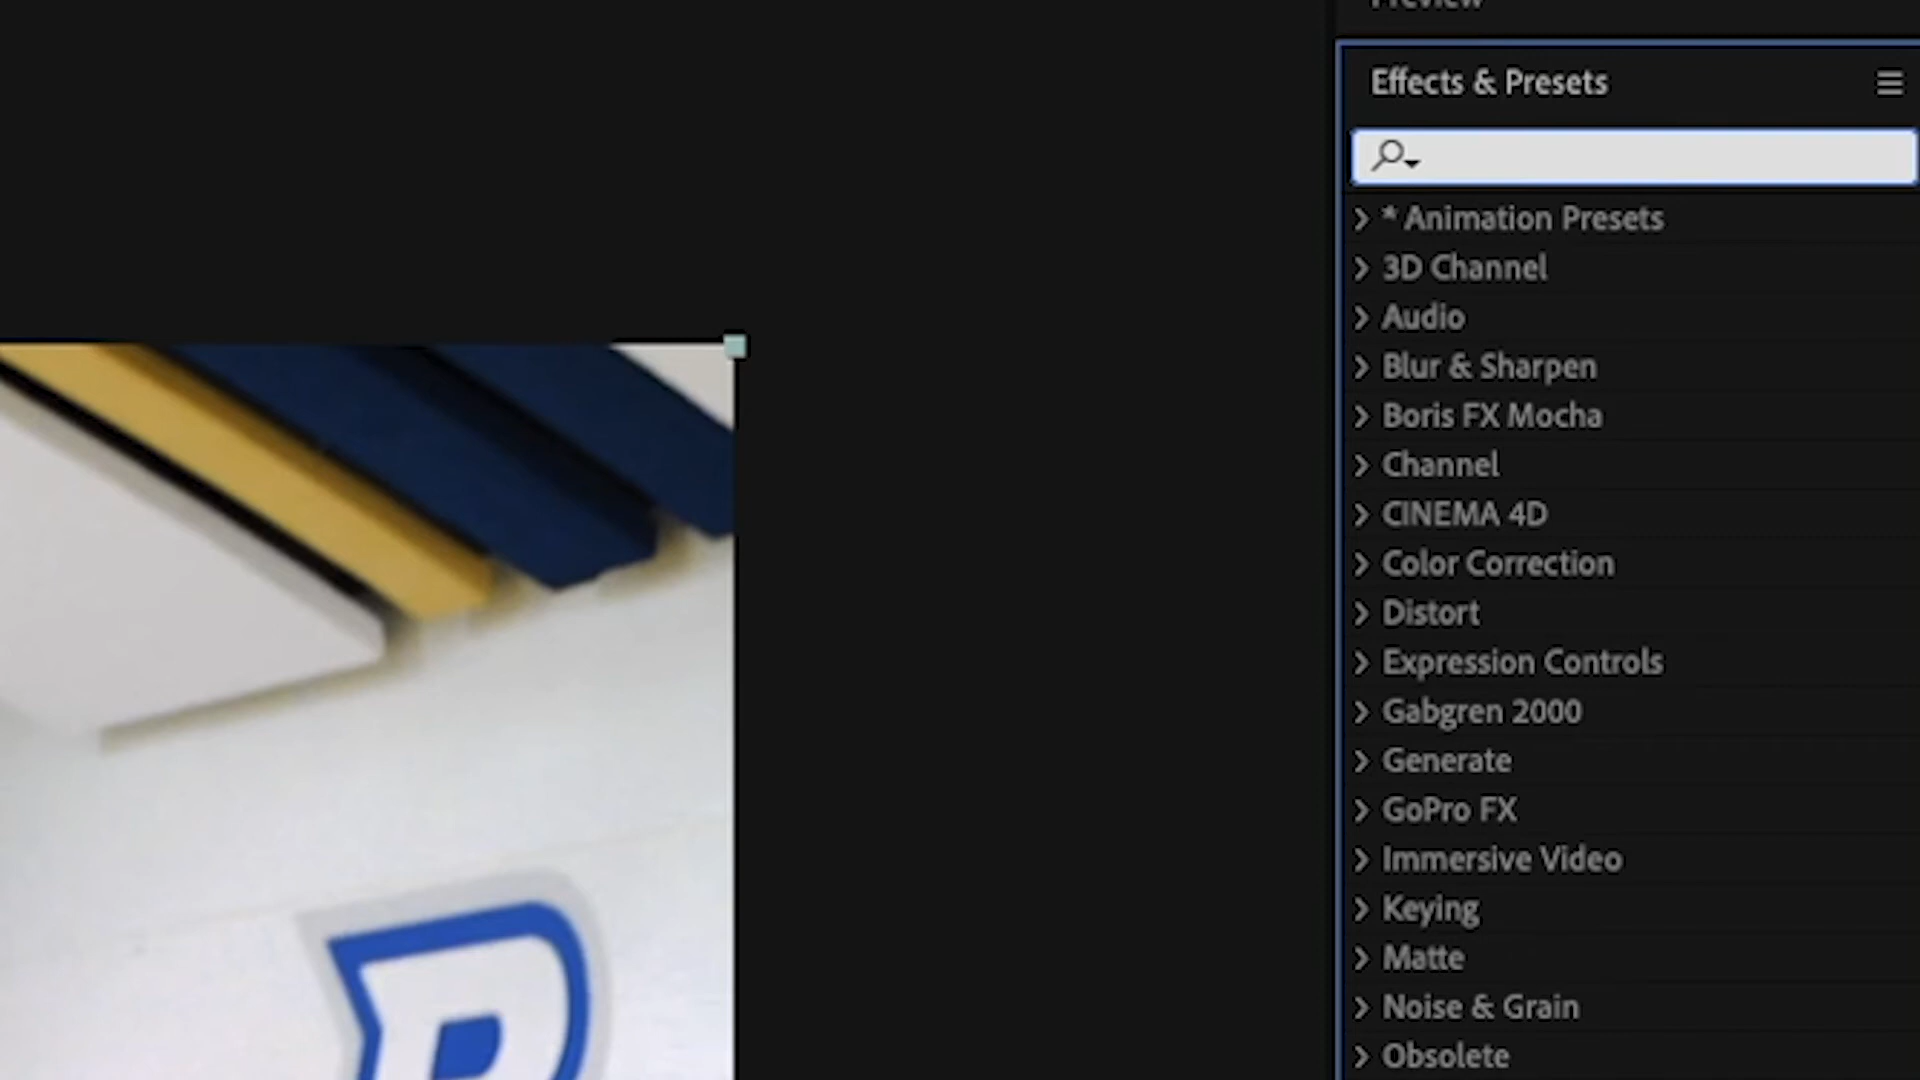 Preview
Effects & Presets
* Animation Presets
3D Channel
Audio
Blur & Sharpen
Boris FX Mocha
Channel
CINEMA 4D
Color Correction
Distort
Expression Controls
Gabgren 2000
Generate
GoPro FX
Immersive Video
Keying
Matte
Noise & Grain
Obsolete